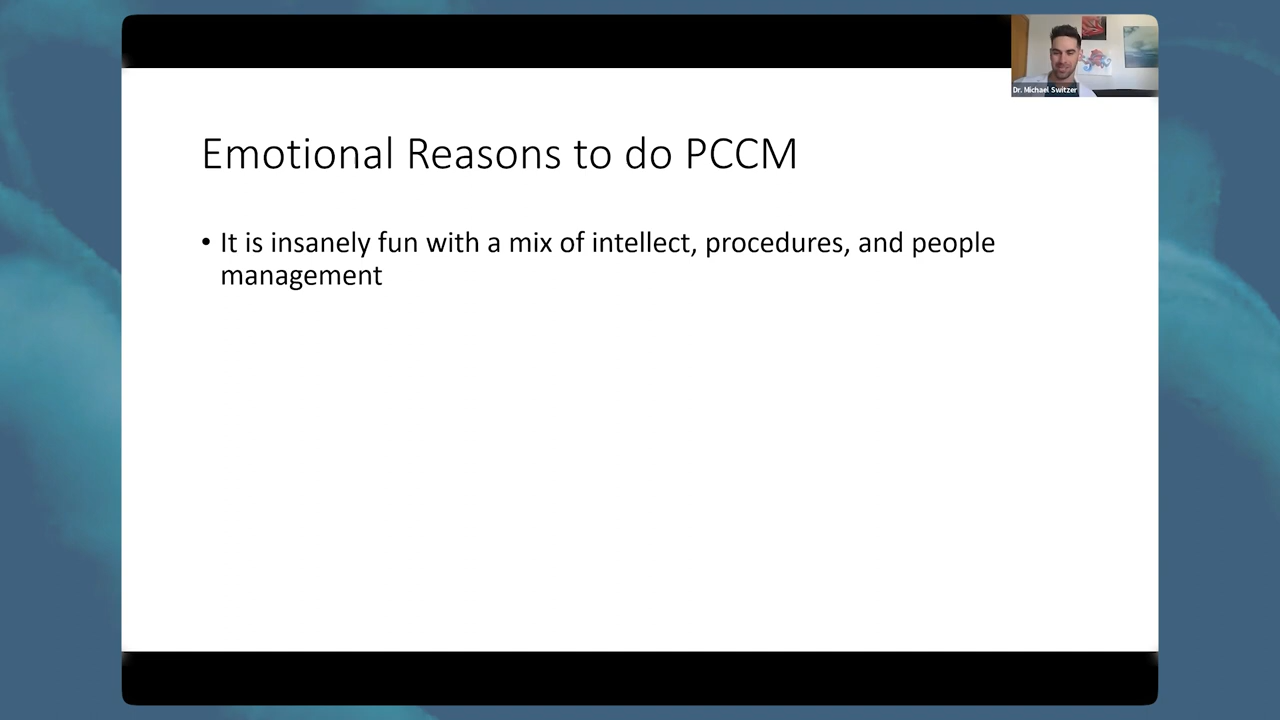 Dr. Michael Switzer
Emotional Reasons to do PCCM
• It is insanely fun with a mix of intellect, procedures, and people
management